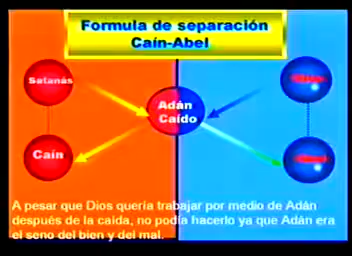 Formula de separación
Caín-Abel
Satanás
Adán
Caído
Caín
A pesar que Dios quería trabajar por medio de Adán
después de la caída, no podía hacerlo ya que Adán era
el seno del bien y del mal.